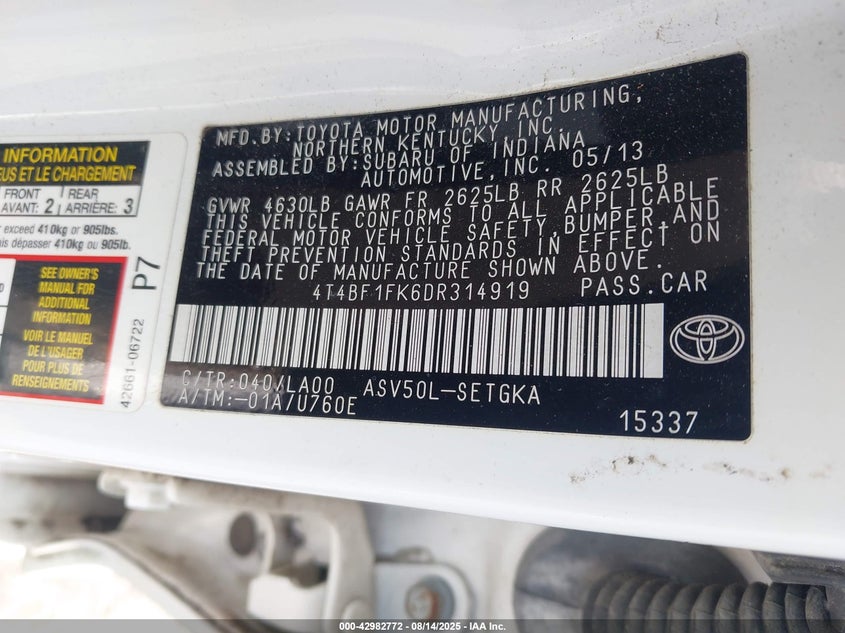 INFORMATION
EUS ET LE CHARGEMENT
FRONT
AVANT: 2
REAR
ARRIÈRE: 3
exceed 410kg or 905lb.
dépasser 410kg ou 905lb.
SEE OWNER'S
MANUAL FOR
ADDITIONAL
INFORMATION
VOIR LE MANUEL
DE L'USAGER
POUR PLUS DE
RENSEIGNEMENTS
42661-06722
P7
MFD.BY:TOYOTA MOTOR MANUFACTURING,
NORTHERN KENTUCKY INC.
ASSEMBLED BY:SUBARU OF INDIANA
AUTOMOTIVE,INC. 05/13
GVWR 4630LB GAWR FR 2625LB RR 2625LB
THIS VEHICLE CONFORMS TO ALL APPLICABLE
FEDERAL MOTOR VEHICLE SAFETY,BUMPER,AND
THEFT PREVENTION STANDARDS IN EFFECT ON
THE DATE OF MANUFACTURE SHOWN ABOVE.
4T4BF1FK6DR314919 PASS.CAR
C/TR:040/LA00 ASV50L-SETGKA
A/TM:-01A/U760E
15337
000-42982772 - 08/14/2025 - IAA Inc.